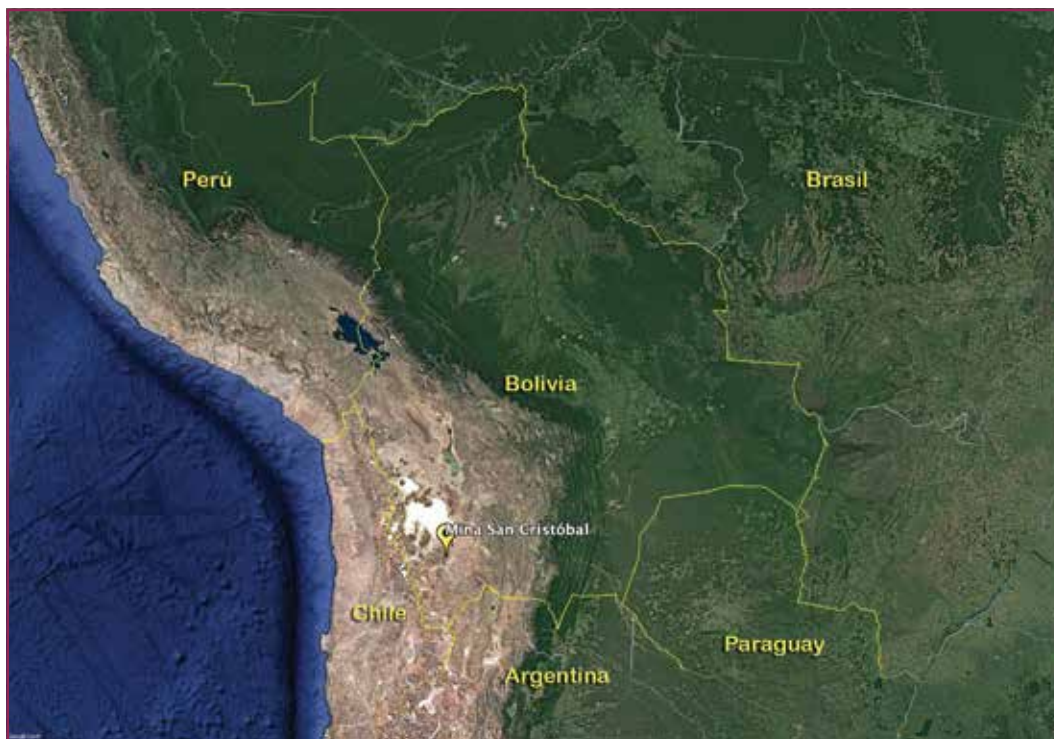 Perú
Brasil
Bolivia
Mina San Cristóbal
Chile
Paraguay
Argentina